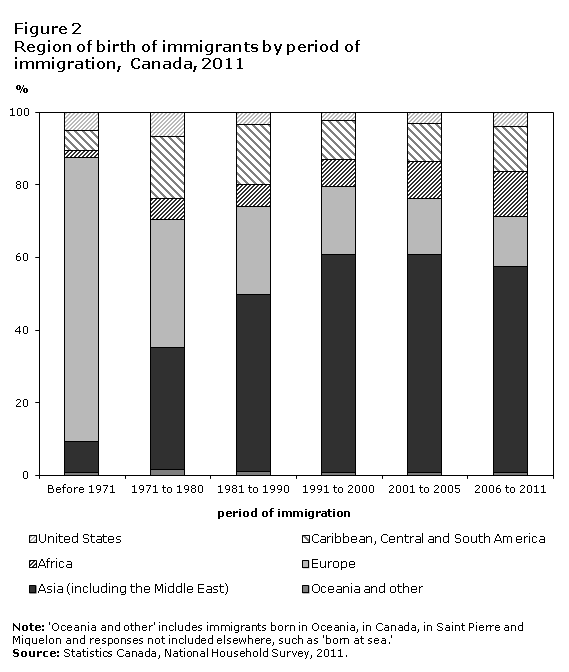 Figure 2
Region of birth of immigrants by period of
immigration, Canada, 2011
%
100
80
60
40
20
0
Before 1971 1971 to 1980 1981 to 1990 1991 to 2000 2001 to 2005 2006 to 2011
period of immigration
United States Caribbean, Central and South America
Africa Europe
Asia (including the Middle East) Oceania and other
Note: 'Oceania and other' includes immigrants born in Oceania, in Canada, in Saint Pierre and
Miquelon and responses not included elsewhere, such as 'born at sea.'
Source: Statistics Canada, National Household Survey, 2011.